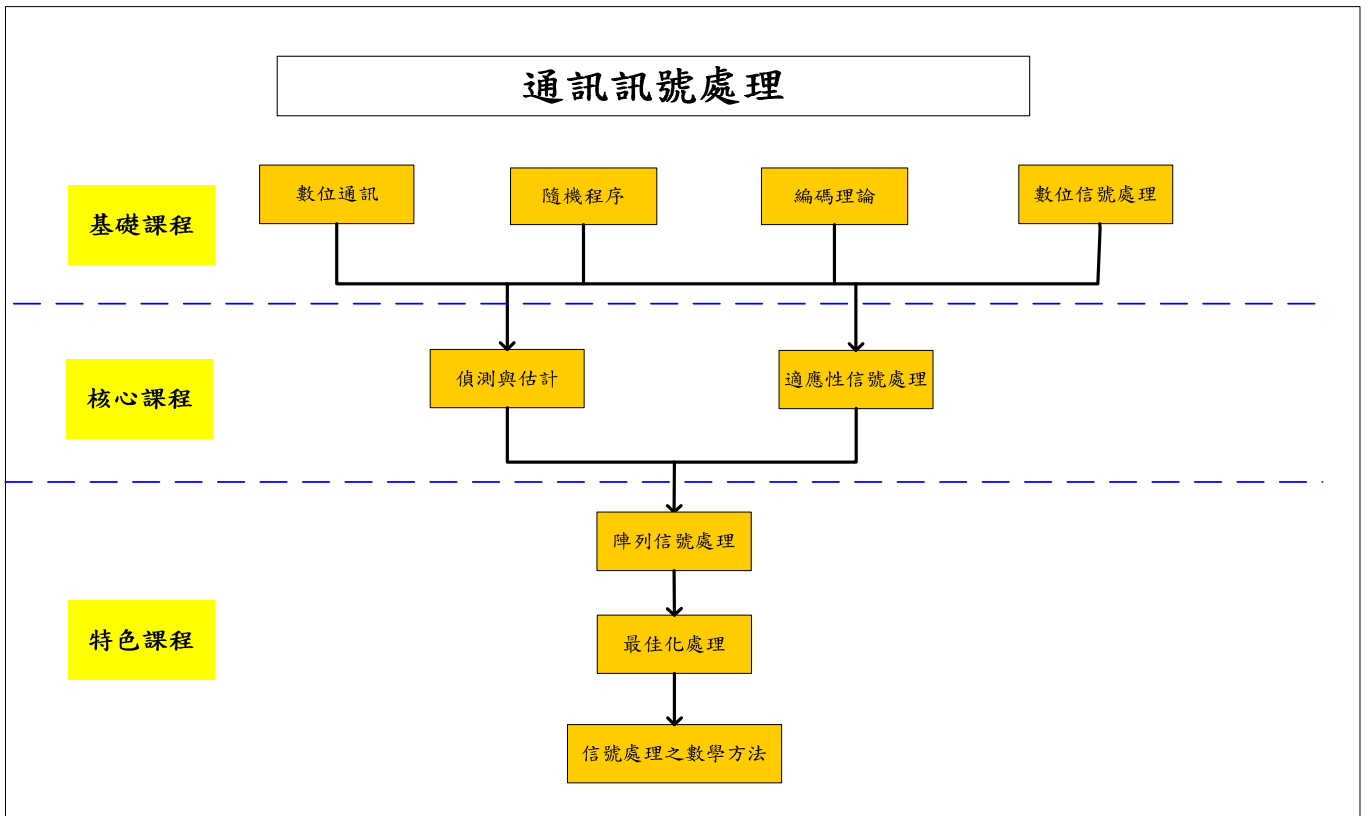 通訊訊號處理
數位通訊
隨機程序
編碼理論
數位信號處理
基礎課程
偵測與估計
適應性信號處理
核心課程
陣列信號處理
特色課程
最佳化處理
信號處理之數學方法